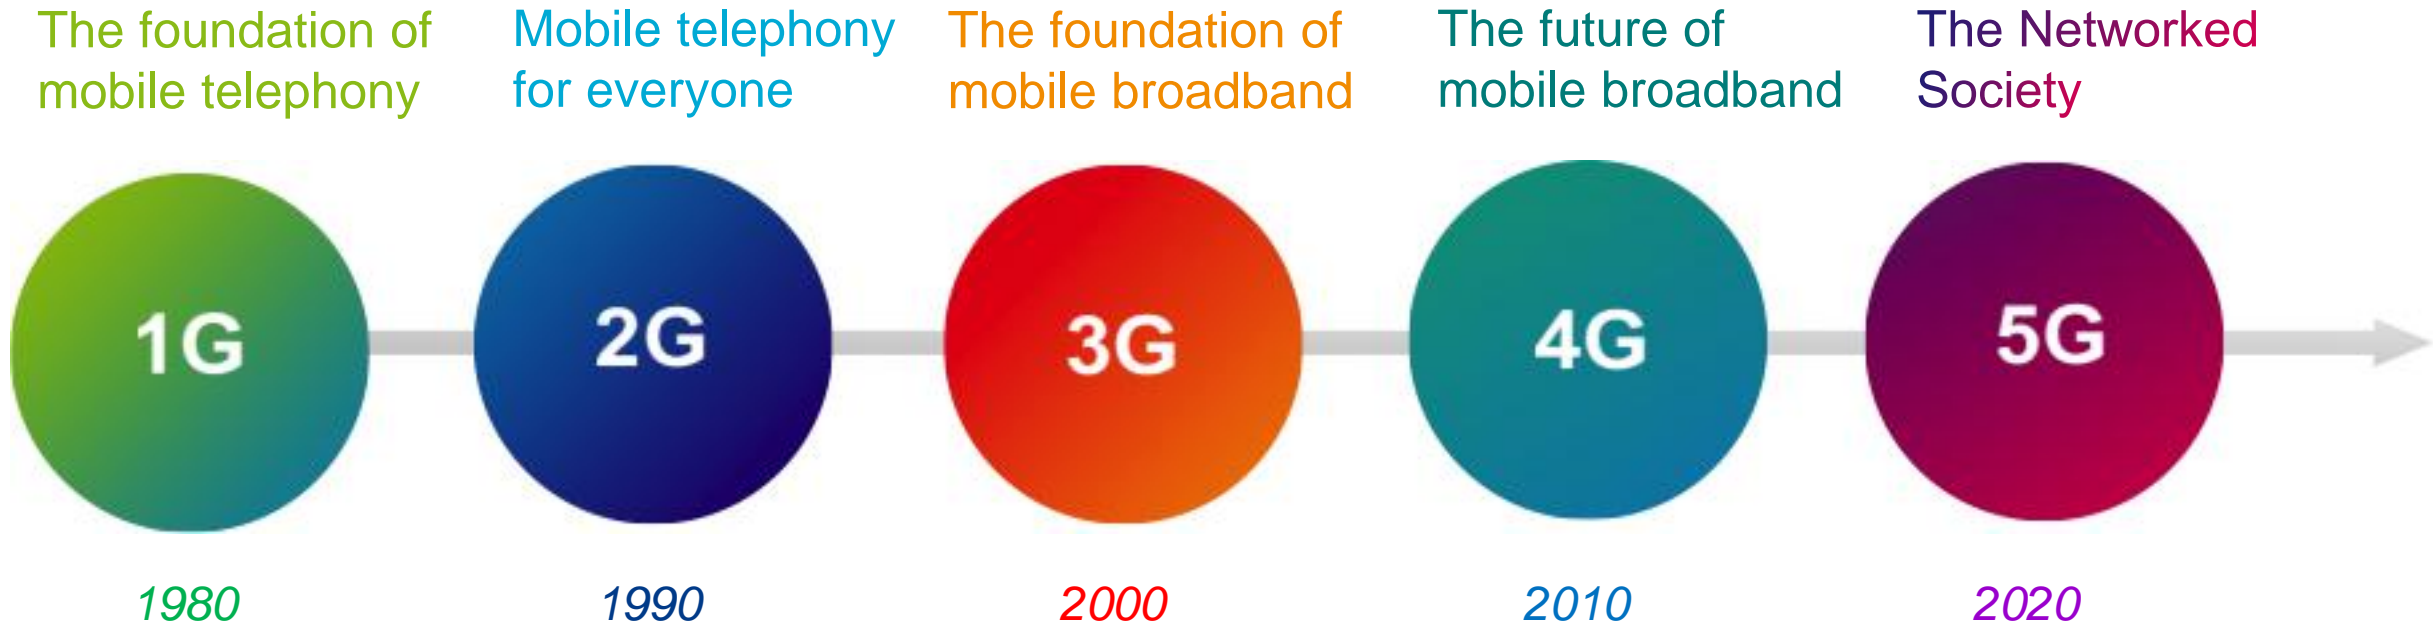 The foundation of
mobile telephony
Mobile telephony
for everyone
The foundation of
mobile broadband
The future of
mobile broadband
The Networked
Society
1G
2G
3G
4G
5G
1980
1990
2000
2010
2020